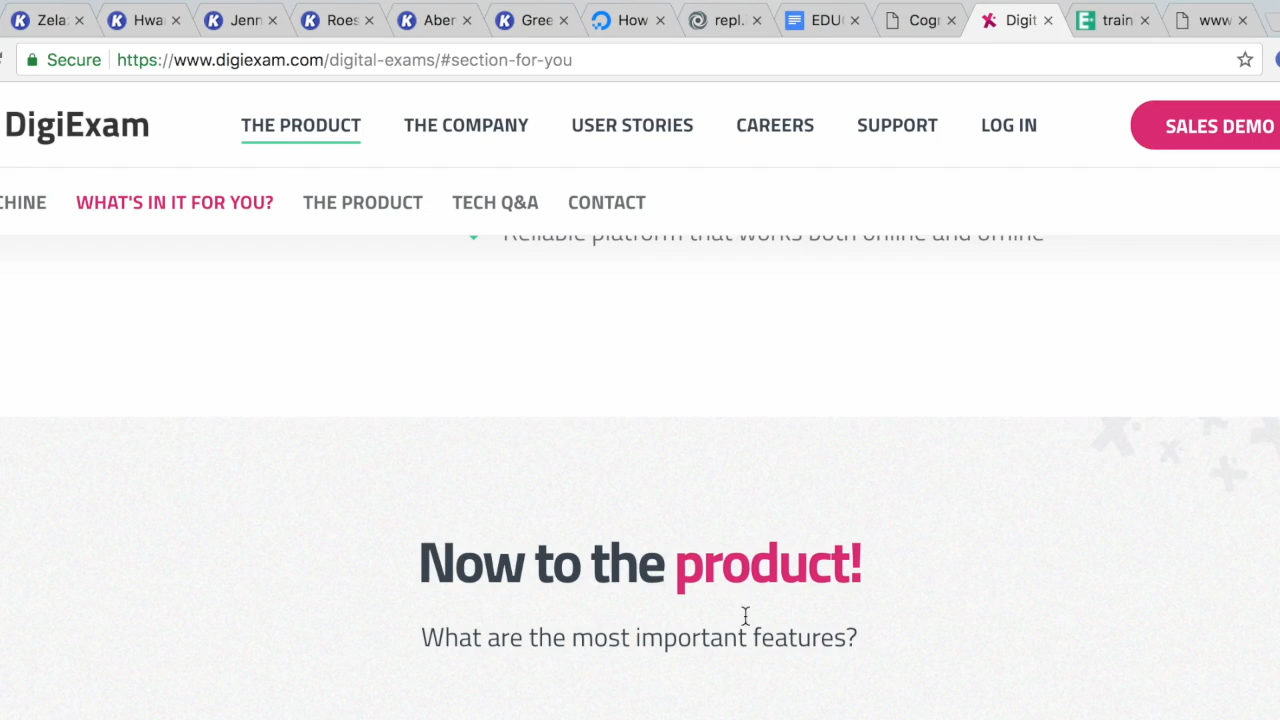 Zela
Hwa
Jenn
Roes
Aber
Gree
How
repl.
EDU
Cogr
Digit
train
www
Secure
https://www.digiexam.com/digital-exams/#section-for-you
DigiExam
THE PRODUCT
THE COMPANY
USER STORIES
CAREERS
SUPPORT
LOG IN
SALES DEMO
CHINE
WHAT'S IN IT FOR YOU?
THE PRODUCT
TECH Q&A
CONTACT
Reliable platform that works both online and offline
Now to the product!
What are the most important features?